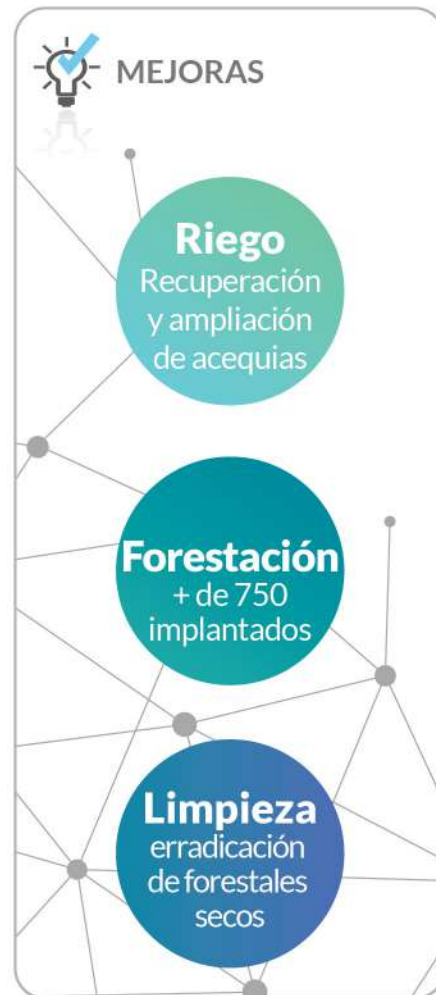 MEJORAS
Riego
Recuperación
y ampliación
de acequias
Forestación
+ de 750
implantados
Limpieza
erradicación
de forestales
secos